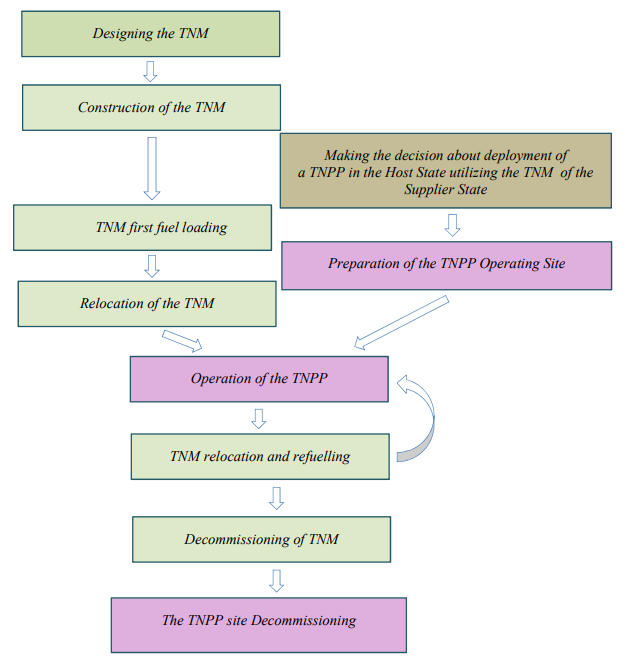 Designing the TNM
Construction of the TNM
Making the decision about deployment of
a TNPP in the Host State utilizing the TNM of the
Supplier State
TNM first fuel loading
Preparation of the TNPP Operating Site
Relocation of the TNM
Operation of the TNPP
TNM relocation and refuelling
Decommissioning of TNM
The TNPP site Decommissioning